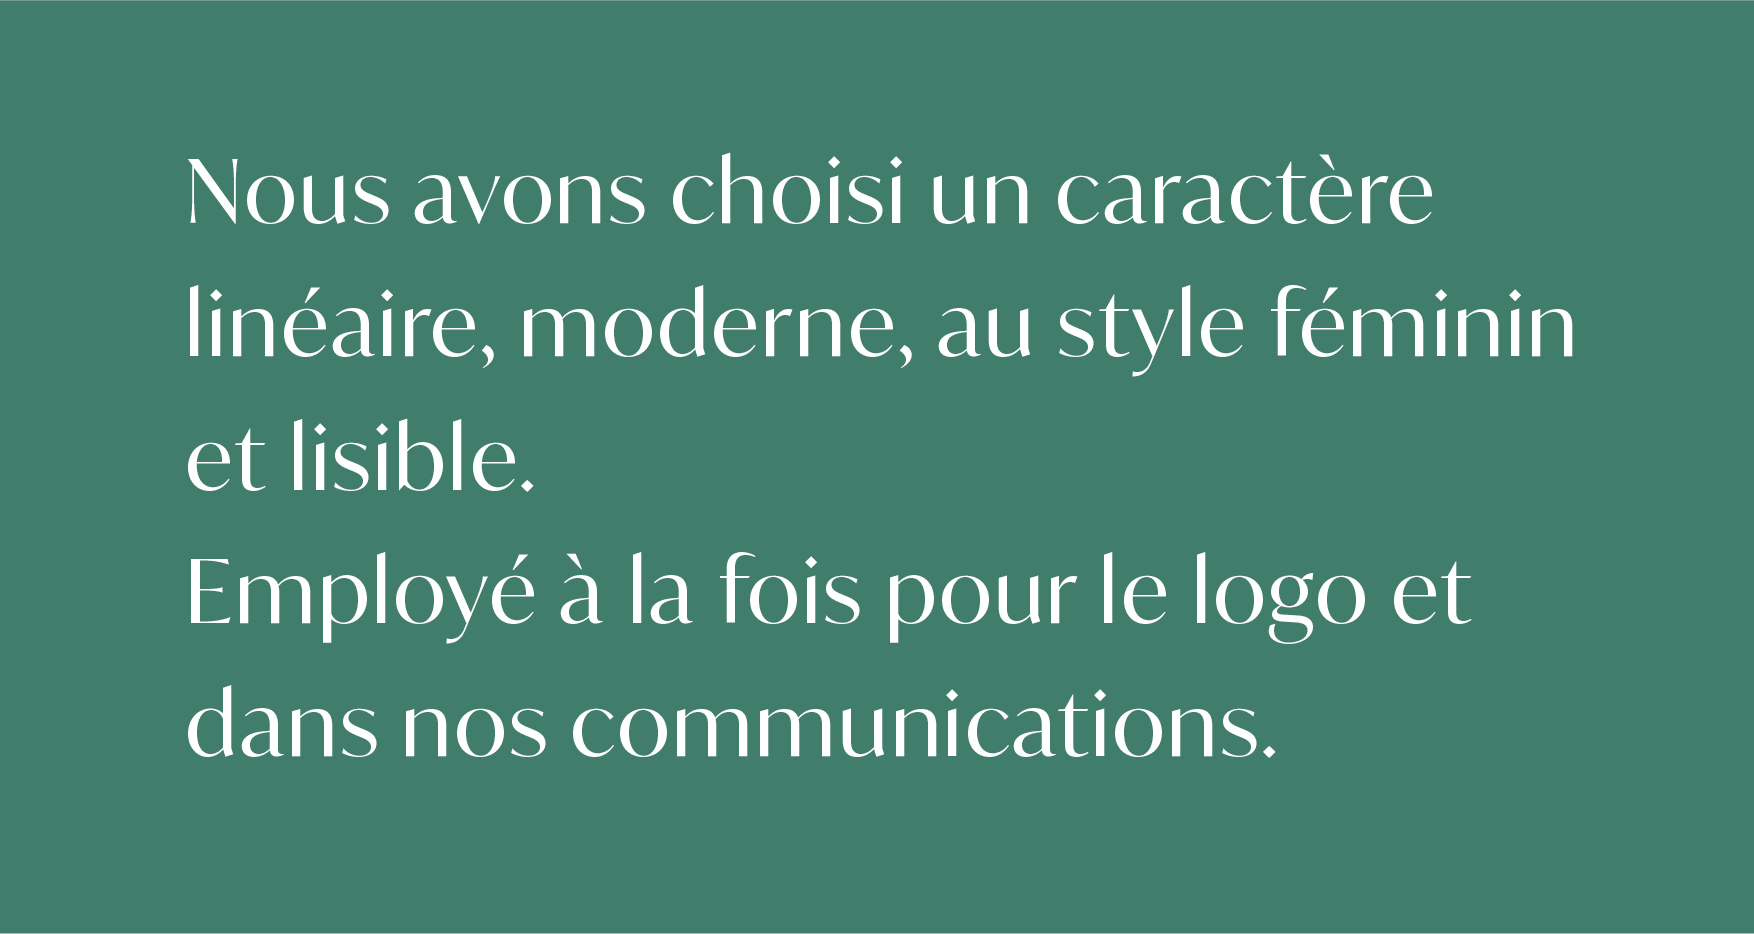 Nous avons choisi un caractère
linéaire, moderne, au style féminin
et lisible.
Employé à la fois pour le logo et
dans nos communications.